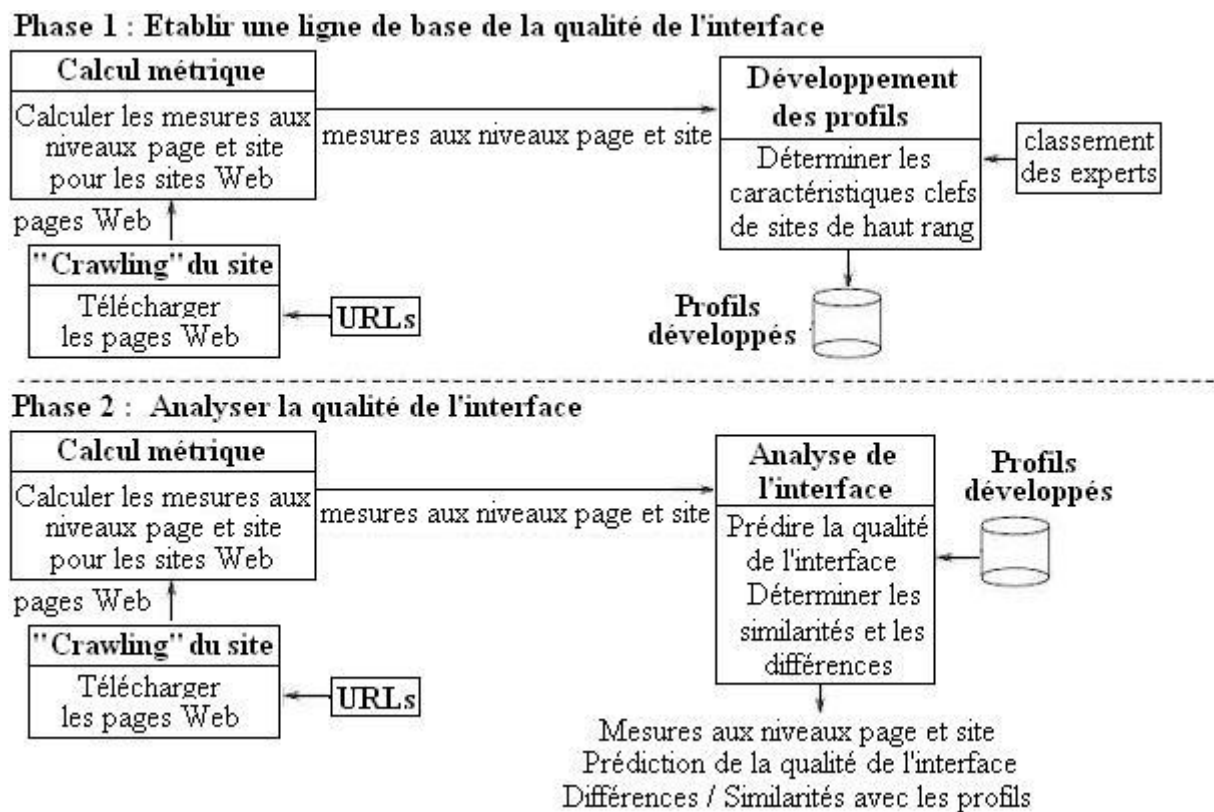 Phase 1 : Etablir une ligne de base de la qualité de l'interface
Calcul métrique
Calculer les mesures aux
niveaux page et site
pour les sites Web
mesures aux niveaux page et site
Développement
des profils
Déterminer les
caractéristiques clefs
de sites de haut rang
classement
des experts
pages Web
"Crawling" du site
Télécharger
les pages Web
URLs
Profils
développés
Phase 2 : Analyser la qualité de l'interface
Calcul métrique
Calculer les mesures aux
niveaux page et site
pour les sites Web
mesures aux niveaux page et site
Analyse de
l'interface
Prédire la qualité
de l'interface
Déterminer les
similarités et les
différences
Profils
développés
pages Web
"Crawling" du site
Télécharger
les pages Web
URLs
Mesures aux niveaux page et site
Prédiction de la qualité de l'interface
Différences / Similarités avec les profils